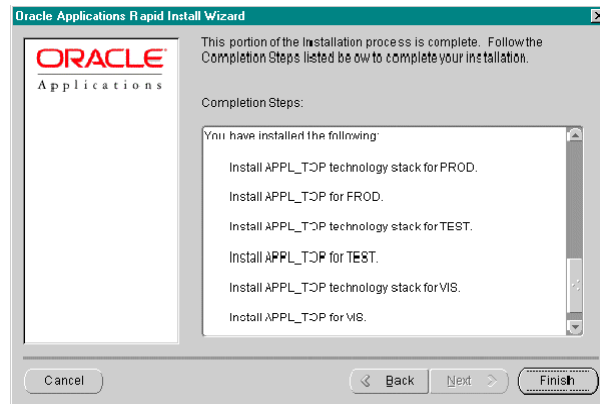 Oracle Applications Rapid Install Wizard
ORACLE
Applications
This portion of the Installation process is complete. Follow the
Completion Steps listed be ow to complete your installation.
Completion Steps:
You have installed the following:
Install APPL_TOP technology stack for PROD.
Install APPL_TOP for PROD.
Install APPL_TOP technology stack for TEST.
Install APPL_TOP for TEST.
Install APPL_TOP technology stack for VIS.
Install APPL_TOP for VIS.
Cancel
Back
Next
Finish